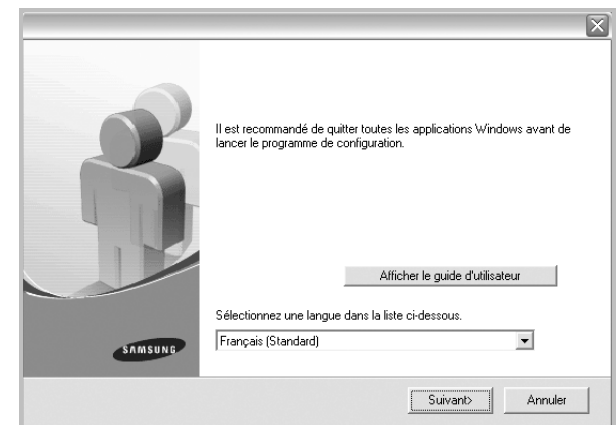 Il est recommandé de quitter toutes les applications Windows avant de
lancer le programme de configuration.
Afficher le guide d'utilisateur
Sélectionnez une langue dans la liste ci-dessous.
Français (Standard)
SAMSUNG
Suivant>
Annuler